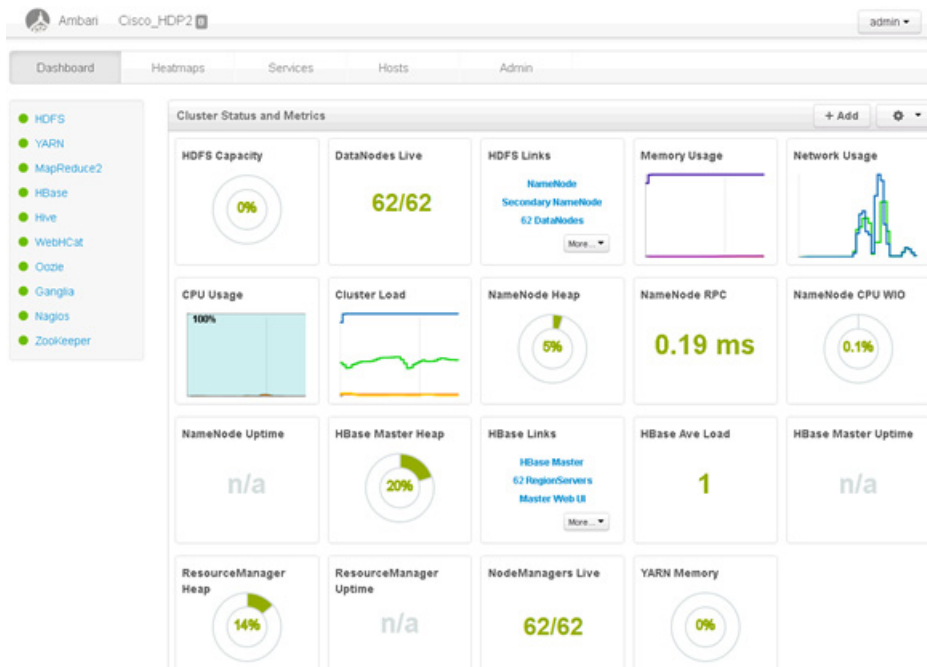 Ambari Cisco_HDP2 0 admin
Dashboard Heatmaps Services Hosts Admin
HDFS
YARN
MapReduce2
HBase
Hive
WebHCat
Oozie
Ganglia
Nagios
ZooKeeper
Cluster Status and Metrics + Add
HDFS Capacity
0%
DataNodes Live
62/62
HDFS Links
NameNode
Secondary NameNode
62 DataNodes
More...
Memory Usage
Network Usage
CPU Usage
100%
Cluster Load
NameNode Heap
5%
NameNode RPC
0.19 ms
NameNode CPU WIO
0.1%
NameNode Uptime
n/a
HBase Master Heap
20%
HBase Links
HBase Master
62 RegionServers
Master Web UI
More...
HBase Ave Load
1
HBase Master Uptime
n/a
ResourceManager
Heap
14%
ResourceManager
Uptime
n/a
NodeManagers Live
62/62
YARN Memory
0%